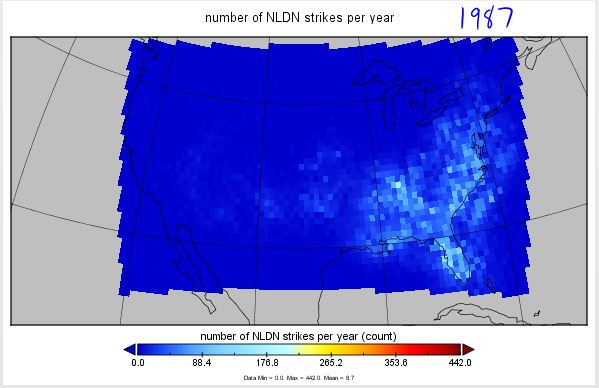 number of NLDN strikes per year
1987
number of NLDN strikes per year (count)
0.0 88.4 176.8 265.2 353.6 442.0
Data Min = 0.0. Max = 442.0. Mean = 8.7